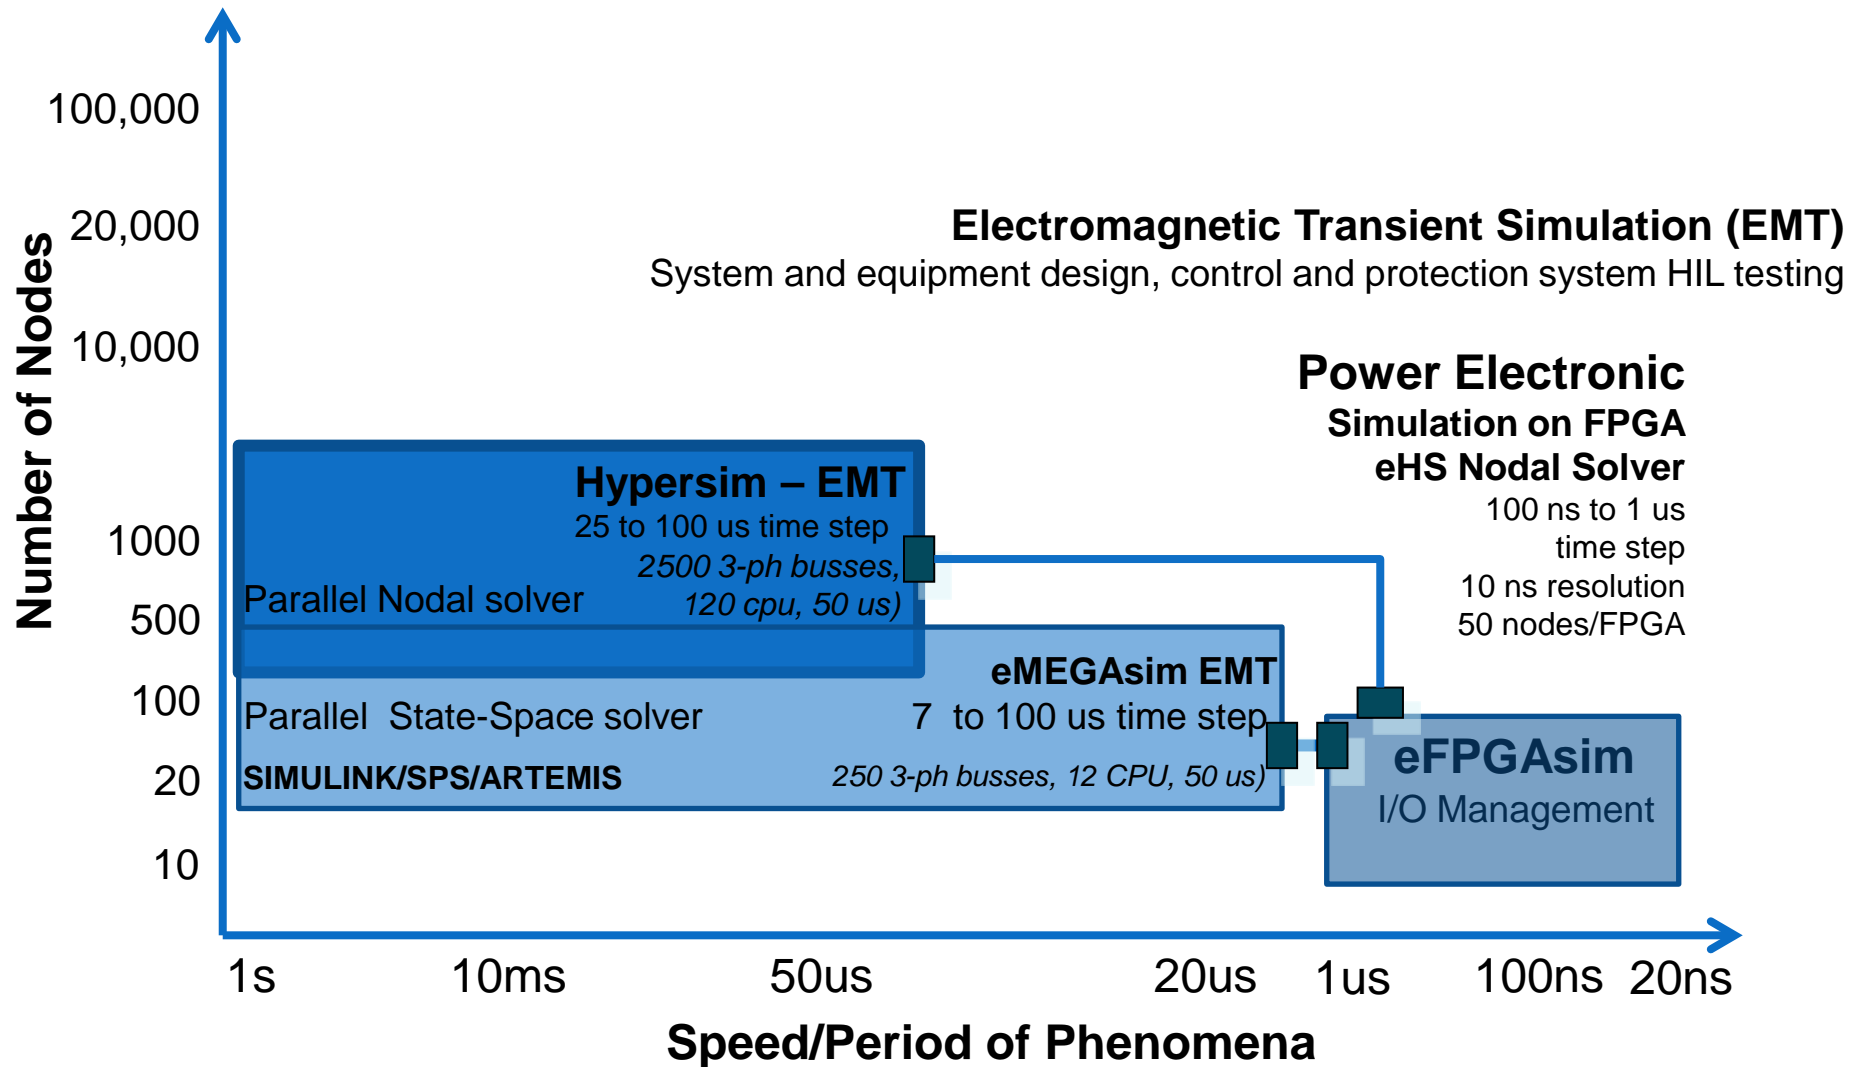 100,000
20,000
10,000
1000
500
100
20
10
Number of Nodes
Electromagnetic Transient Simulation (EMT)
System and equipment design, control and protection system HIL testing
Power Electronic
Simulation on FPGA
eHS Nodal Solver
100 ns to 1 us
time step
10 ns resolution
50 nodes/FPGA
Hypersim – EMT
25 to 100 us time step
2500 3-ph busses,
120 cpu, 50 us)
Parallel Nodal solver
eMEGAsim EMT
Parallel State-Space solver
7 to 100 us time step
SIMULINK/SPS/ARTEMIS
250 3-ph busses, 12 CPU, 50 us)
eFPGAsim
I/O Management
1s
10ms
50us
20us
1us
100ns
20ns
Speed/Period of Phenomena